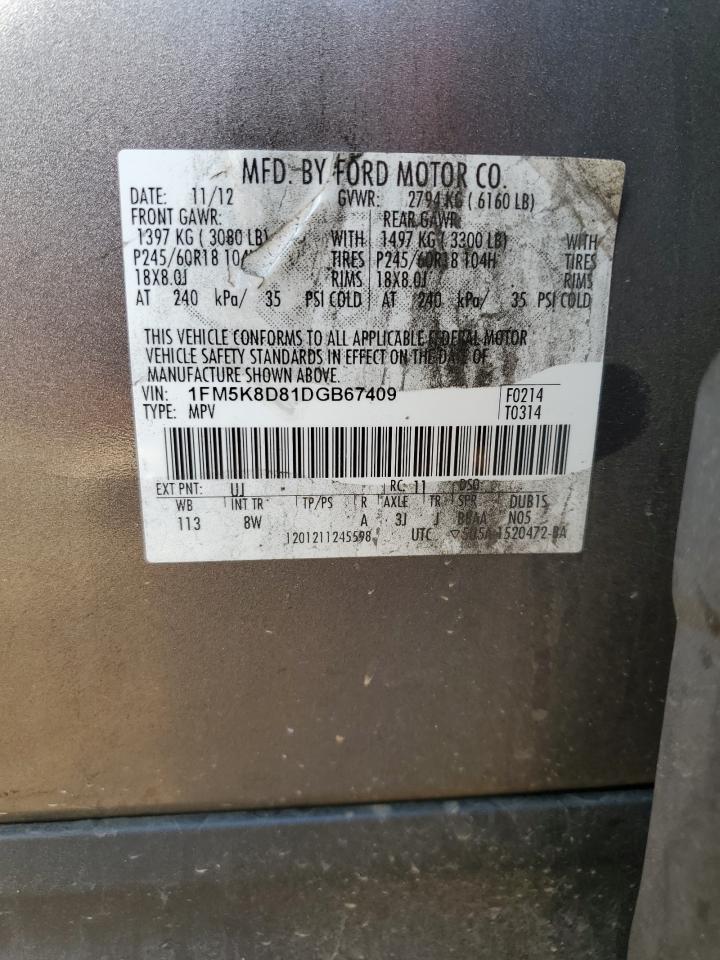 MFD. BY FORD MOTOR CO.
DATE: 11/12 GVWR: 2794 KG ( 6160 LB)
FRONT GAWR: REAR GAWR:
1397 KG ( 3080 LB) WITH 1497 KG ( 3300 LB) WITH
P245/60R18 104H TIRES P245/60R18 104H TIRES
18X8.0J RIMS 18X8.0J RIMS
AT 240 kPa/ 35 PSI COLD AT 240 kPa/ 35 PSI COLD
THIS VEHICLE CONFORMS TO ALL APPLICABLE FEDERAL MOTOR
VEHICLE SAFETY STANDARDS IN EFFECT ON THE DATE OF
MANUFACTURE SHOWN ABOVE.
VIN: 1FM5K8D81DGB67409 F0214
TYPE: MPV T0314
EXT PNT: UJ RC: 11 DSO:
WB INT TR TP/PS R AXLE TR SPR DUB1S
113 8W A 3J J BBAA N05
1201211245598 UTC 1520472-BA